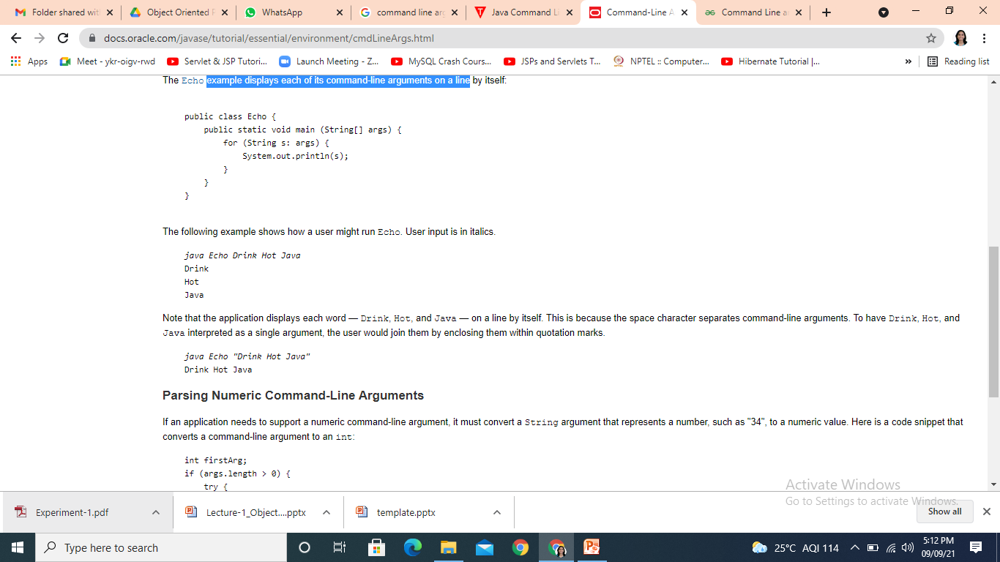 Folder shared wit
Object Oriented P
WhatsApp
command line arg
Java Command Li
Command-Line A
Command Line a
docs.oracle.com/javase/tutorial/essential/environment/cmdLineArgs.html
Apps
Meet - ykr-oigv-rwd
Servlet & JSP Tutori...
Launch Meeting - Z...
MySQL Crash Cours...
JSPs and Servlets T...
NPTEL :: Computer...
Hibernate Tutorial |...
»
Reading list
The Echo example displays each of its command-line arguments on a line by itself:
public class Echo {
public static void main (String[] args) {
for (String s: args) {
System.out.println(s);
}
}
}
The following example shows how a user might run Echo. User input is in italics.
java Echo Drink Hot Java
Drink
Hot
Java
Note that the application displays each word — Drink, Hot, and Java — on a line by itself. This is because the space character separates command-line arguments. To have Drink, Hot, and
Java interpreted as a single argument, the user would join them by enclosing them within quotation marks.
java Echo "Drink Hot Java"
Drink Hot Java
Parsing Numeric Command-Line Arguments
If an application needs to support a numeric command-line argument, it must convert a String argument that represents a number, such as "34", to a numeric value. Here is a code snippet that
converts a command-line argument to an int:
int firstArg;
if (args.length > 0) {
try {
Activate Windows
Go to Settings to activate Windows.
Experiment-1.pdf
Lecture-1_Object....pptx
template.pptx
Show all
Type here to search
25°C AQI 114
5:12 PM
09/09/21